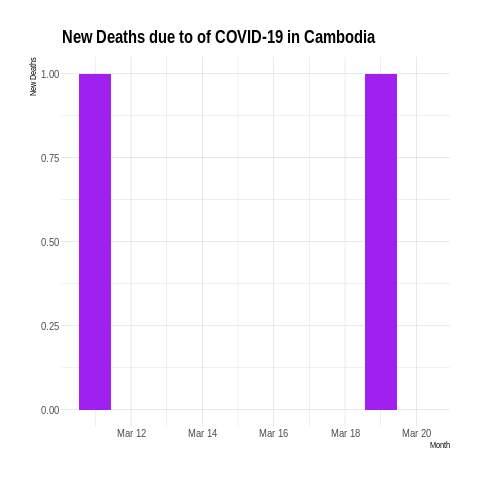 New Deaths due to of COVID-19 in Cambodia
New Deaths
1.00
0.75
0.50
0.25
0.00
Mar 12 Mar 14 Mar 16 Mar 18 Mar 20
Month